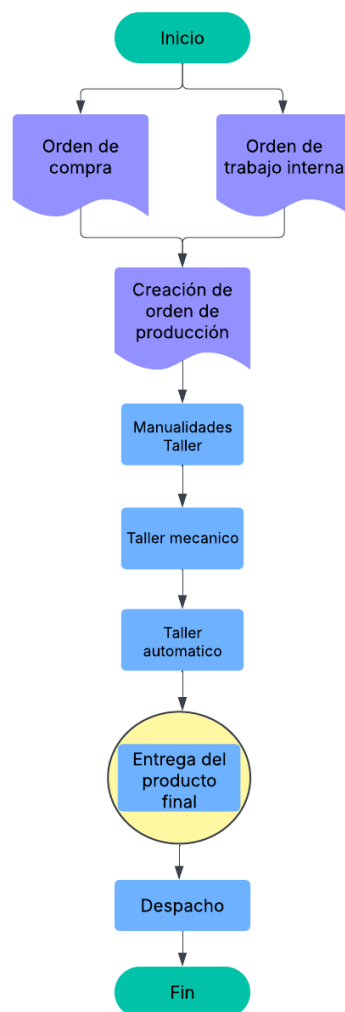 Inicio
Orden de
compra
Orden de
trabajo interna
Creación de
orden de
producción
Manualidades
Taller
Taller mecanico
Taller
automatico
Entrega del
producto
final
Despacho
Fin